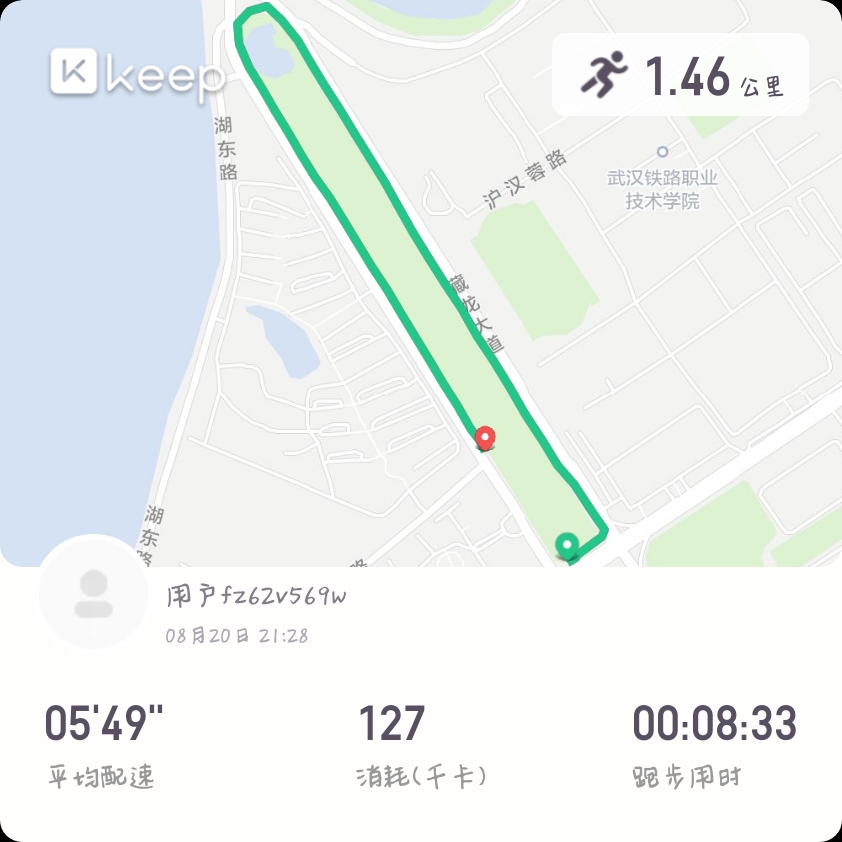 keep
1.46 公里
湖东路
沪汉蓉路
武汉铁路职业
技术学院
藏龙大道
湖东路
路
用户fz62v569w
08月20日 21:28
05'49" 127 00:08:33
平均配速 消耗(千卡) 跑步用时